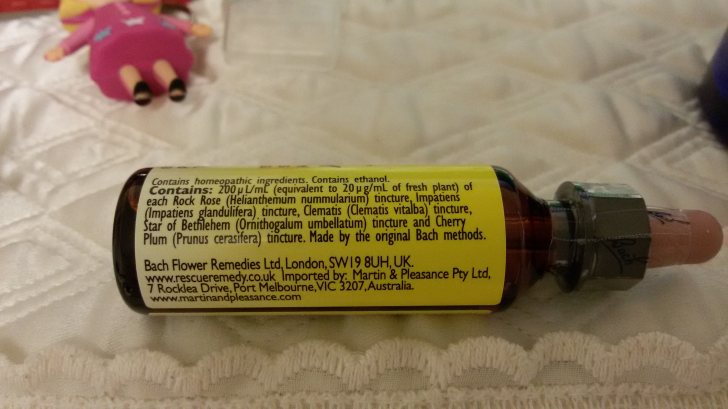 Contains homeopathic ingredients. Contains ethanol.
Contains: 200µL/mL (equivalent to 20µg/mL of fresh plant) of
each Rock Rose (Helianthemum nummularium) tincture, Impatiens
(Impatiens glandulifera) tincture, Clematis (Clematis vitalba) tincture,
Star of Bethlehem (Ornithogalum umbellatum) tincture and Cherry
Plum (Prunus cerasifera) tincture. Made by the original Bach methods.
Bach Flower Remedies Ltd, London, SW19 8UH, UK.
www.rescueremedy.co.uk Imported by: Martin & Pleasance Pty Ltd,
7 Rocklea Drive, Port Melbourne, VIC 3207, Australia.
www.martinandpleasance.com
Bach